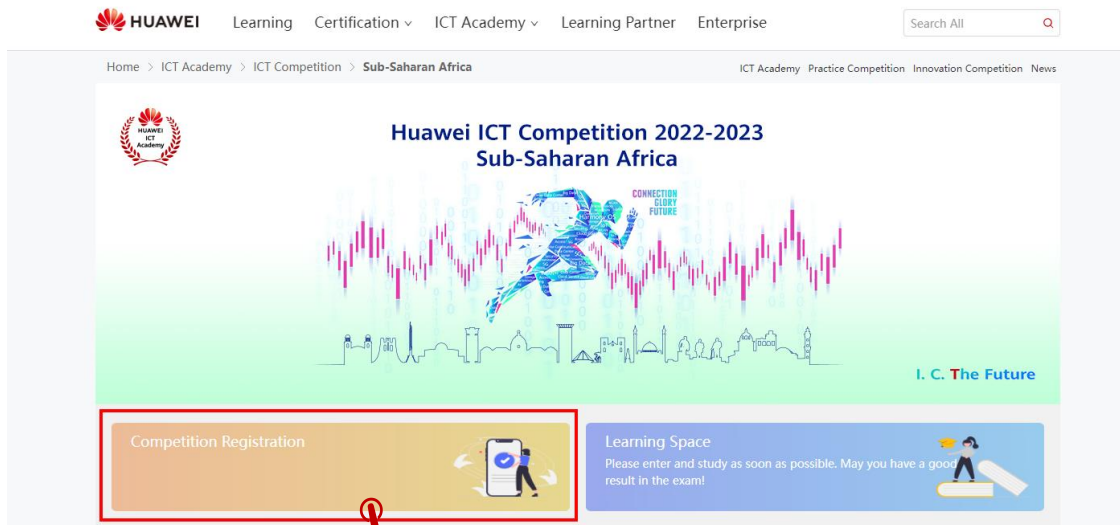 HUAWEI Learning Certification ICT Academy Learning Partner Enterprise Search All
Home > ICT Academy > ICT Competition > Sub-Saharan Africa
ICT Academy Practice Competition Innovation Competition News
HUAWEI
ICT
Academy
Huawei ICT Competition 2022-2023
Sub-Saharan Africa
CONNECTION
GLORY
FUTURE
Harmony OS
I. C. The Future
Competition Registration
Learning Space
Please enter and study as soon as possible. May you have a good
result in the exam!